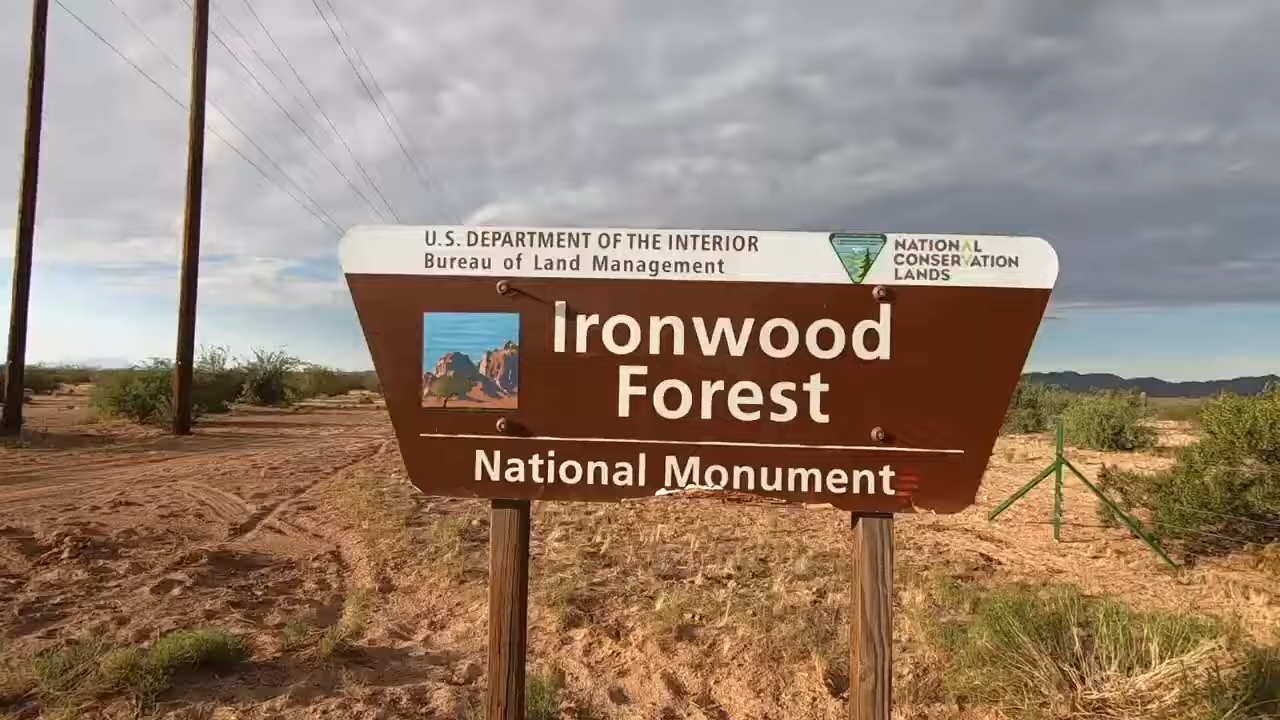 U.S. DEPARTMENT OF THE INTERIOR
Bureau of Land Management
NATIONAL
CONSERVATION
LANDS
Ironwood
Forest
National Monument